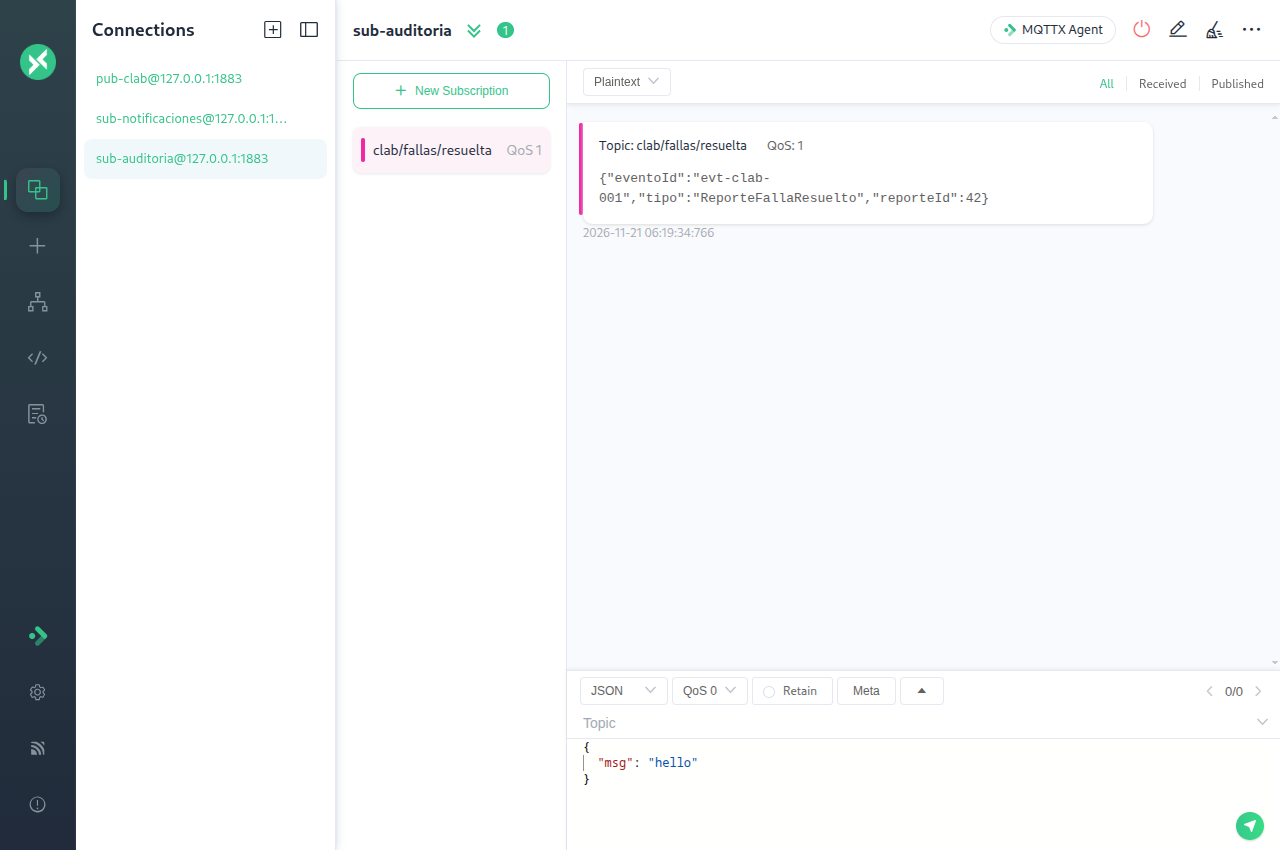 Connections
pub-clab@127.0.0.1:1883
sub-notificaciones@127.0.0.1:1...
sub-auditoria@127.0.0.1:1883
sub-auditoria 1
MQTTX Agent
New Subscription
clab/fallas/resuelta QoS 1
Plaintext
All Received Published
Topic: clab/fallas/resuelta QoS: 1
{"eventoId":"evt-clab-
001","tipo":"ReporteFallaResuelto","reporteId":42}
2026-11-21 06:19:34:766
JSON QoS 0 Retain Meta 0/0
Topic
{
"msg": "hello"
}